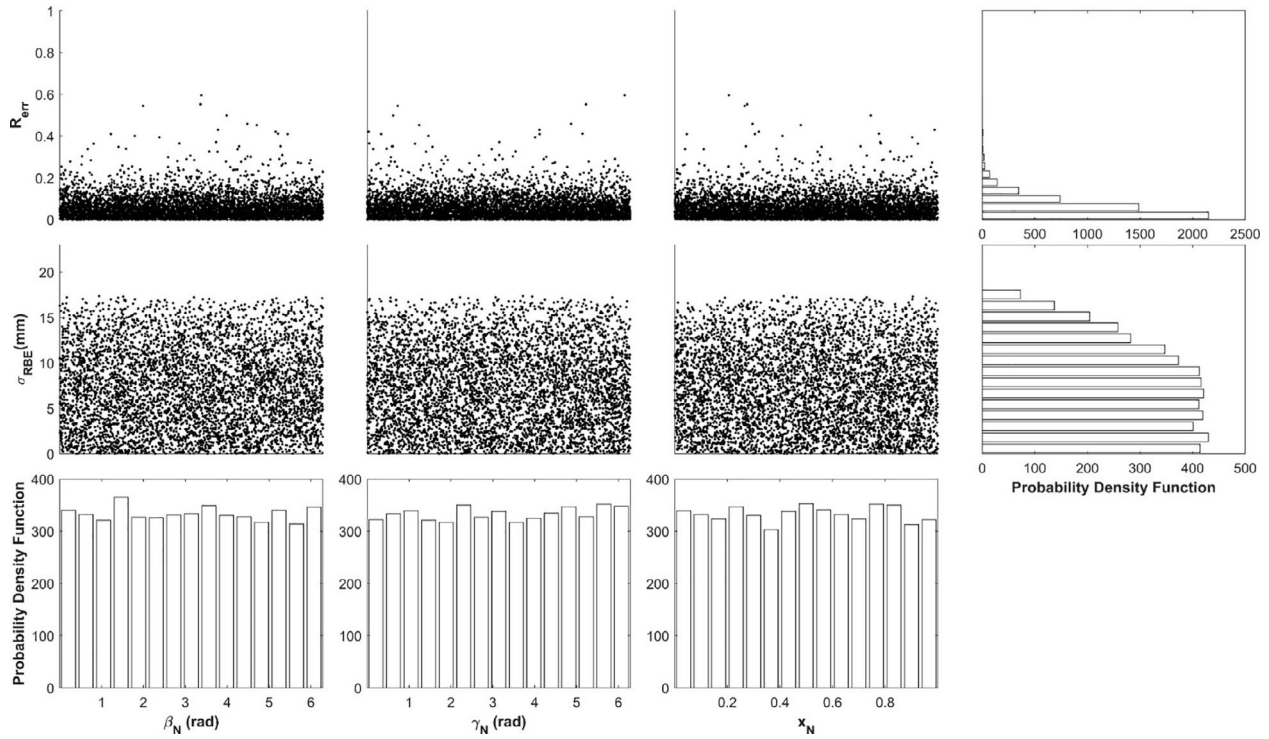 1
0.8
0.6
0.4
0.2
0
R_err
0 500 1000 1500 2000 2500
20
15
10
5
0
σ_RBE(mm)
0 100 200 300 400 500
Probability Density Function
400
300
200
100
0
Probability Density Function
1 2 3 4 5 6
β_N (rad)
400
300
200
100
0
1 2 3 4 5 6
γ_N (rad)
400
300
200
100
0
0.2 0.4 0.6 0.8
x_N